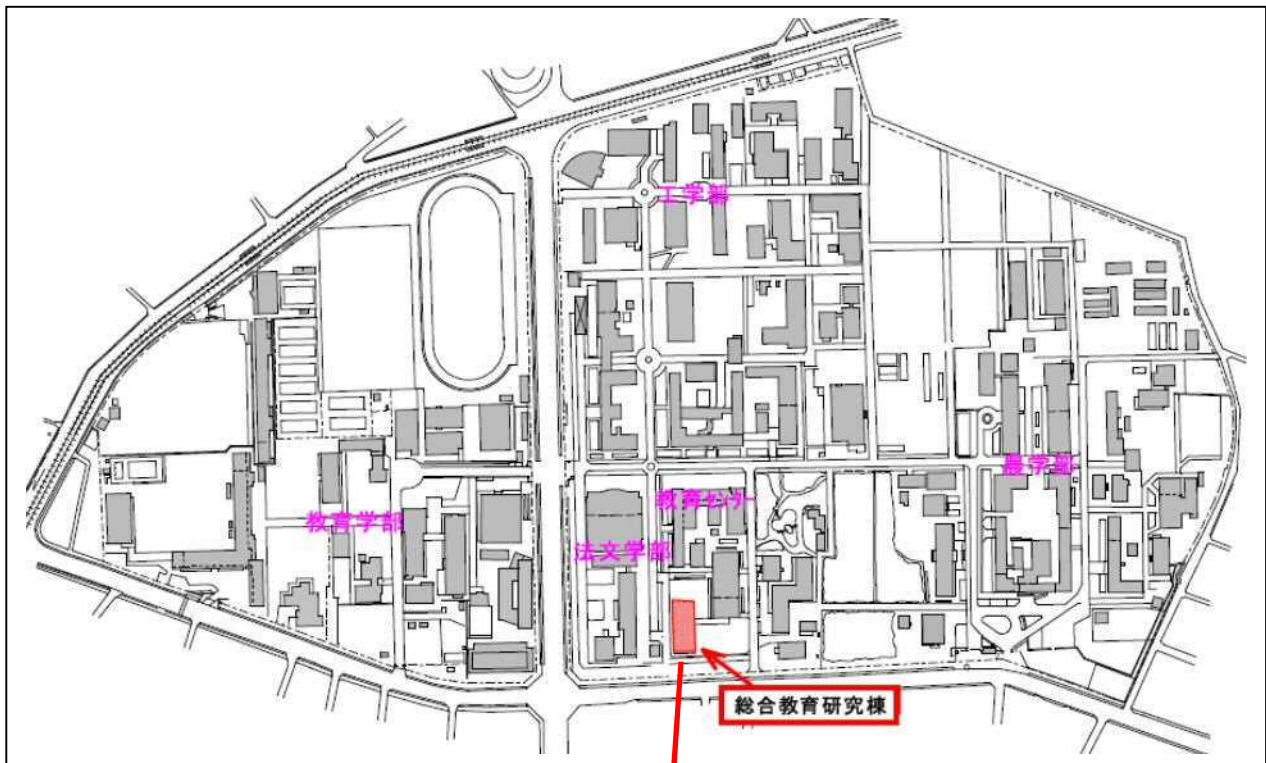 工学部
農学部
教育センター
教育学部
法文学部
総合教育研究棟